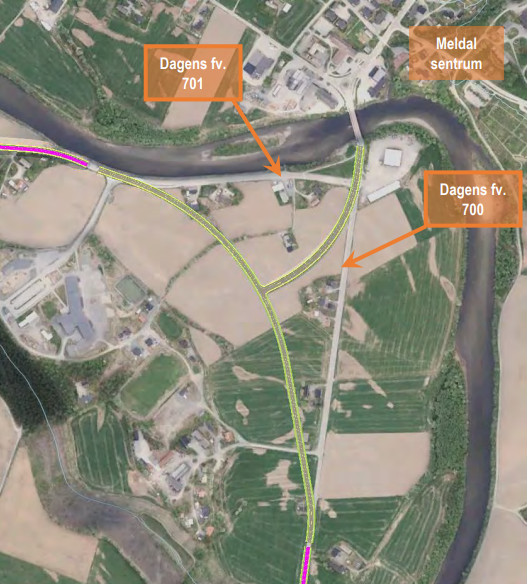 Meldal
sentrum
Dagens fv.
701
Dagens fv.
700